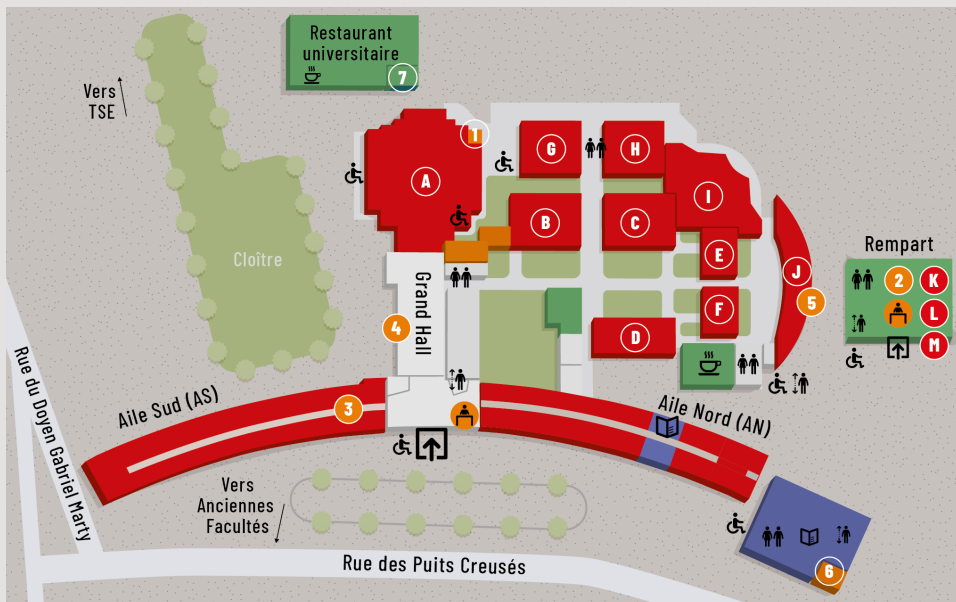 Restaurant
universitaire
7
Vers
TSE
1
A
G
H
I
B
C
E
Cloître
Grand Hall
4
J
5
F
D
Rempart
2
K
L
M
Rue du Doyen Gabriel Marty
Aile Sud (AS)
3
Aile Nord (AN)
Vers
Anciennes
Facultés
Rue des Puits Creusés
6